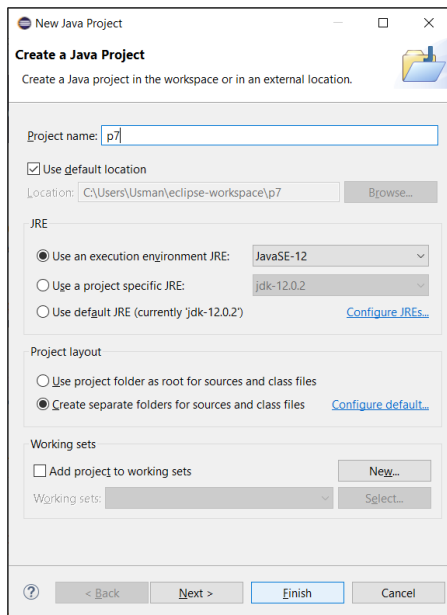 New Java Project
Create a Java Project
Create a Java project in the workspace or in an external location.
Project name: p7
Use default location
Location: C:\Users\Usman\eclipse-workspace\p7 Browse...
JRE
Use an execution environment JRE: JavaSE-12
Use a project specific JRE: jdk-12.0.2
Use default JRE (currently 'jdk-12.0.2') Configure JREs...
Project layout
Use project folder as root for sources and class files
Create separate folders for sources and class files Configure default...
Working sets
Add project to working sets New...
Working sets: Select...
? < Back Next > Finish Cancel